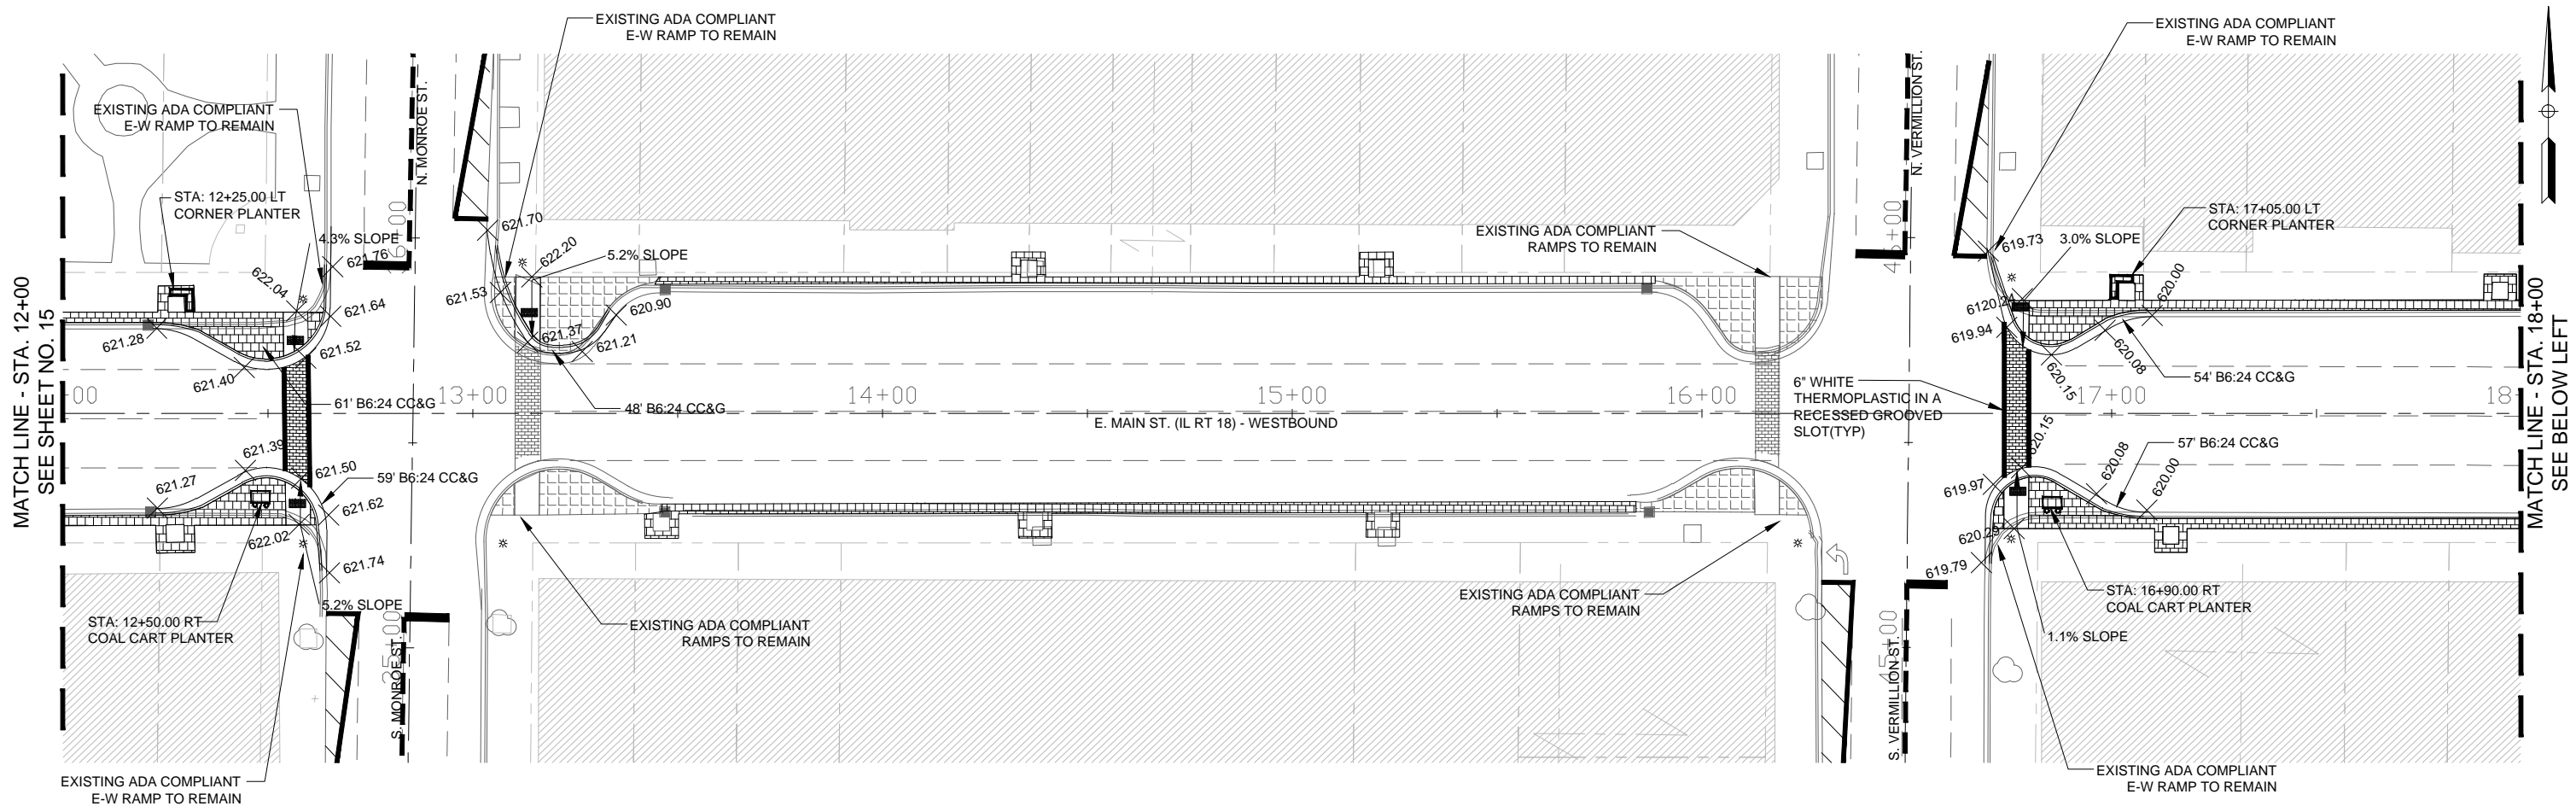 EXISTING ADA COMPLIANT
E-W RAMP TO REMAIN
EXISTING ADA COMPLIANT
E-W RAMP TO REMAIN
EXISTING ADA COMPLIANT
E-W RAMP TO REMAIN
N. MONROE ST.
N. VERMILLION ST.
STA: 12+25.00 LT
CORNER PLANTER
4.3% SLOPE
621.76
622.04
621.64
621.52
621.28
621.40
621.70
622.20
5.2% SLOPE
621.53
621.37
621.21
620.90
EXISTING ADA COMPLIANT
RAMPS TO REMAIN
STA: 17+05.00 LT
CORNER PLANTER
619.73
3.0% SLOPE
620.00
6120.24
619.94
620.15
620.08
54' B6:24 CC&G
MATCH LINE - STA. 12+00
SEE SHEET NO. 15
MATCH LINE - STA. 18+00
SEE BELOW LEFT
00
13+00
14+00
15+00
16+00
17+00
18+
61' B6:24 CC&G
48' B6:24 CC&G
6" WHITE
THERMOPLASTIC IN A
RECESSED GROOVED
SLOT(TYP)
E. MAIN ST. (IL RT 18) - WESTBOUND
621.39
621.50
621.27
59' B6:24 CC&G
621.62
622.02
621.74
5.2% SLOPE
STA: 12+50.00 RT
COAL CART PLANTER
620.15
57' B6:24 CC&G
620.08
620.00
619.97
620.29
619.79
EXISTING ADA COMPLIANT
RAMPS TO REMAIN
EXISTING ADA COMPLIANT
RAMPS TO REMAIN
STA: 16+90.00 RT
COAL CART PLANTER
1.1% SLOPE
S. MONROE ST.
S. VERMILLION ST.
45+00
EXISTING ADA COMPLIANT
E-W RAMP TO REMAIN
EXISTING ADA COMPLIANT
E-W RAMP TO REMAIN